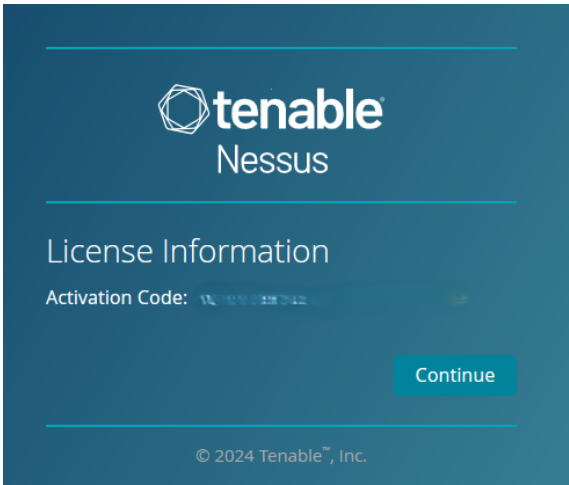 tenable®
Nessus
License Information
Activation Code:
Continue
© 2024 Tenable™, Inc.